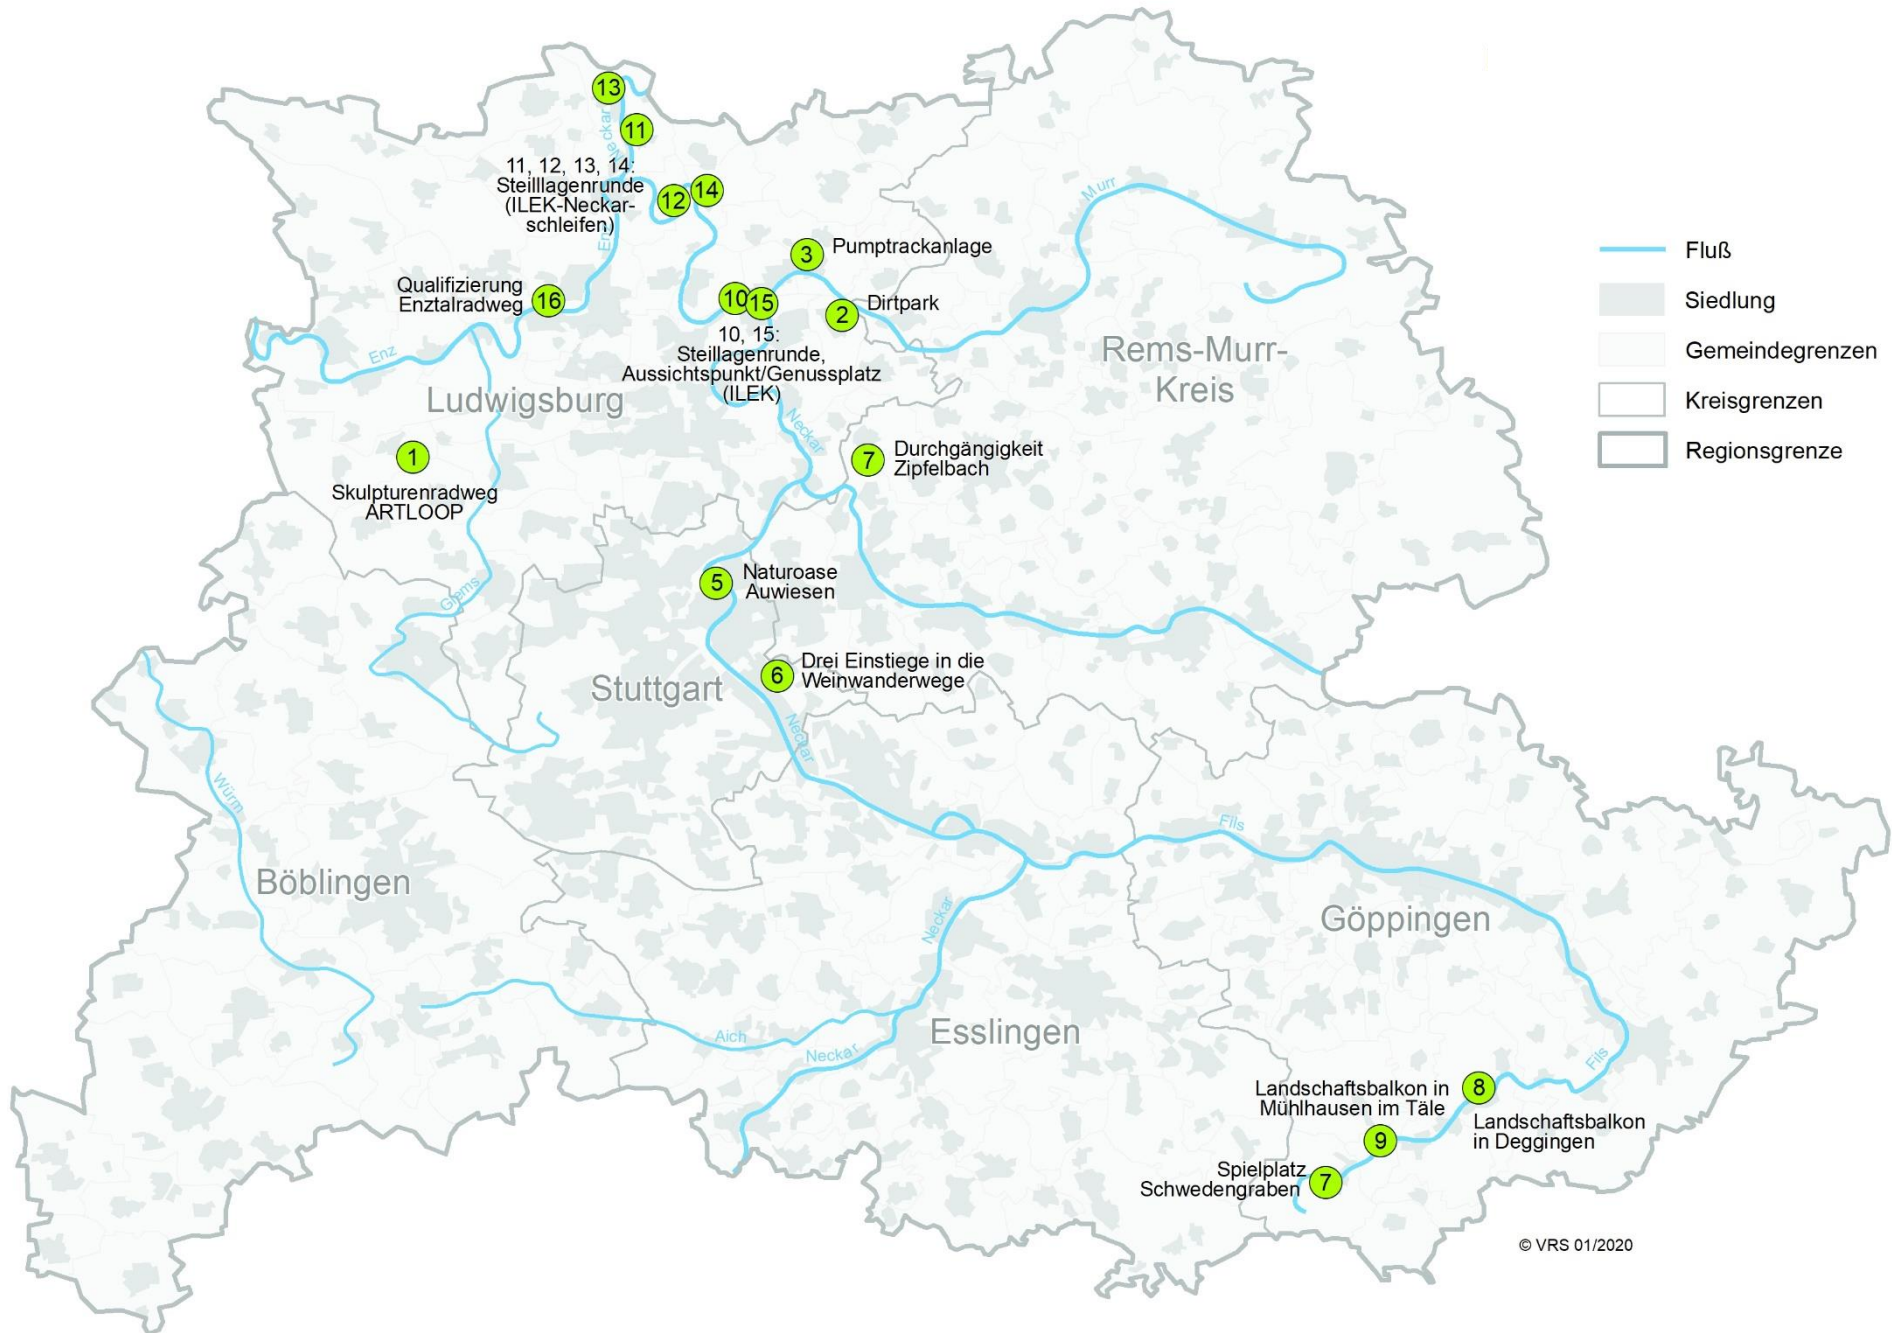 13
Neckar
11
11, 12, 13, 14:
Steilllagenrunde
(ILEK-Neckar-
schleifen)
12
14
Murr
3
Pumptrackanlage
Qualifizierung
Enztalradweg
16
10
15
2
Dirtpark
10, 15:
Steillagenrunde,
Aussichtspunkt/Genussplatz
(ILEK)
Enz
Ludwigsburg
Rems-Murr-
Kreis
Neckar
1
Skulpturenradweg
ARTLOOP
7
Durchgängigkeit
Zipfelbach
Glems
5
Naturoase
Auwiesen
6
Drei Einstiege in die
Weinwanderwege
Stuttgart
Neckar
Würm
Böblingen
Fils
Göppingen
Neckar
Esslingen
Aich
Neckar
Fils
Landschaftsbalkon in
Mühlhausen im Täle
8
Landschaftsbalkon
in Deggingen
9
Spielplatz
Schwedengraben
7
Fluß
Siedlung
Gemeindegrenzen
Kreisgrenzen
Regionsgrenze
© VRS 01/2020